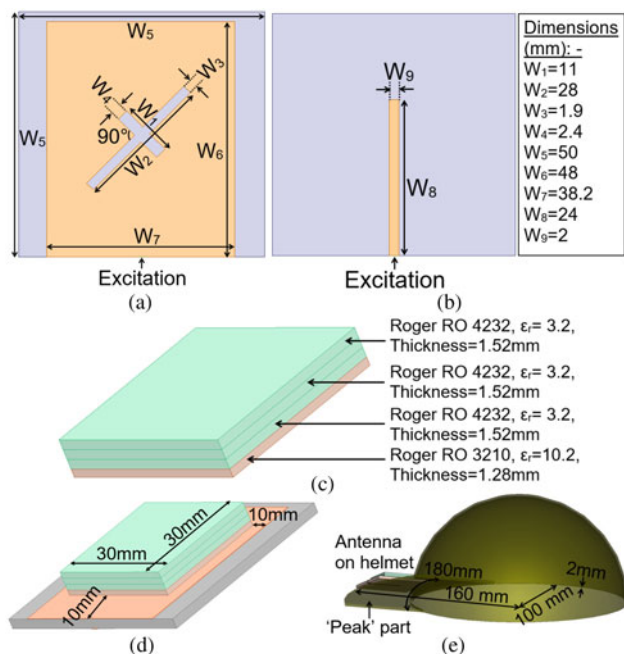 W₅
W₅
W₃
W₄
W₁
90°
W₂
W₆
W₇
Excitation
(a)
W₉
W₈
Excitation
(b)
Dimensions
(mm): -
W₁=11
W₂=28
W₃=1.9
W₄=2.4
W₅=50
W₆=48
W₇=38.2
W₈=24
W₉=2
Roger RO 4232, εᵣ= 3.2,
Thickness=1.52mm
Roger RO 4232, εᵣ= 3.2,
Thickness=1.52mm
Roger RO 4232, εᵣ= 3.2,
Thickness=1.52mm
Roger RO 3210, εᵣ=10.2,
Thickness=1.28mm
(c)
30mm
30mm
10mm
10mm
(d)
Antenna
on helmet
180mm
2mm
160 mm
100 mm
'Peak' part
(e)